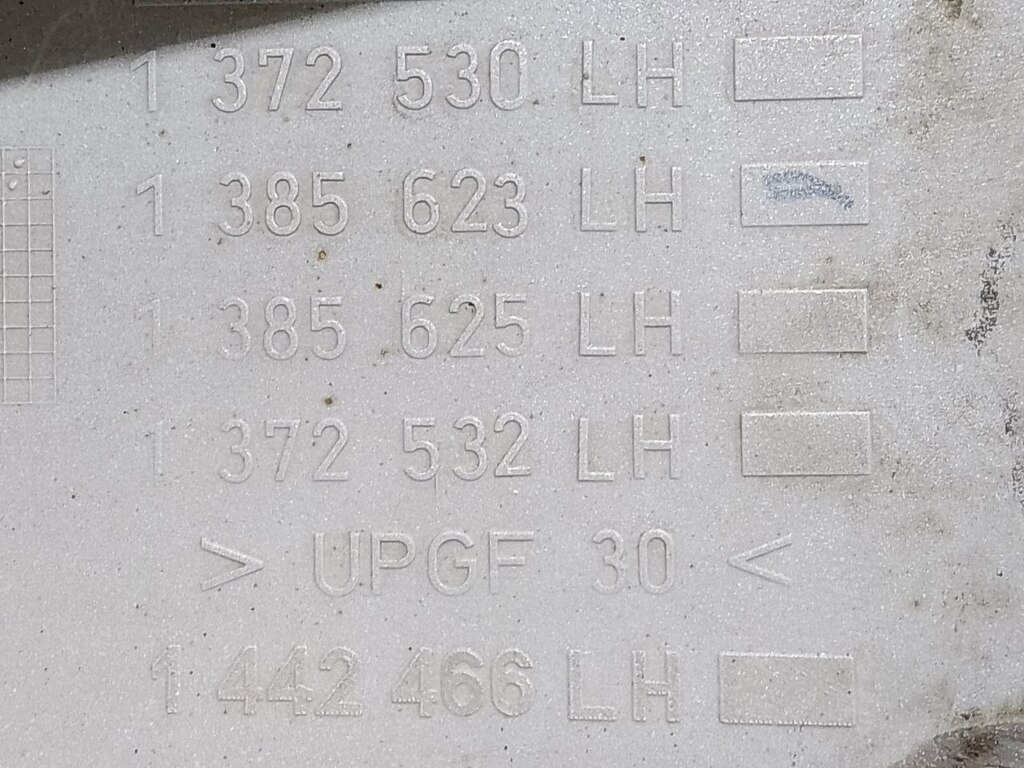 1 372 530 LH
1 385 623 LH
1 385 625 LH
1 372 532 LH
> UPGF 30 <
1 442 466 LH